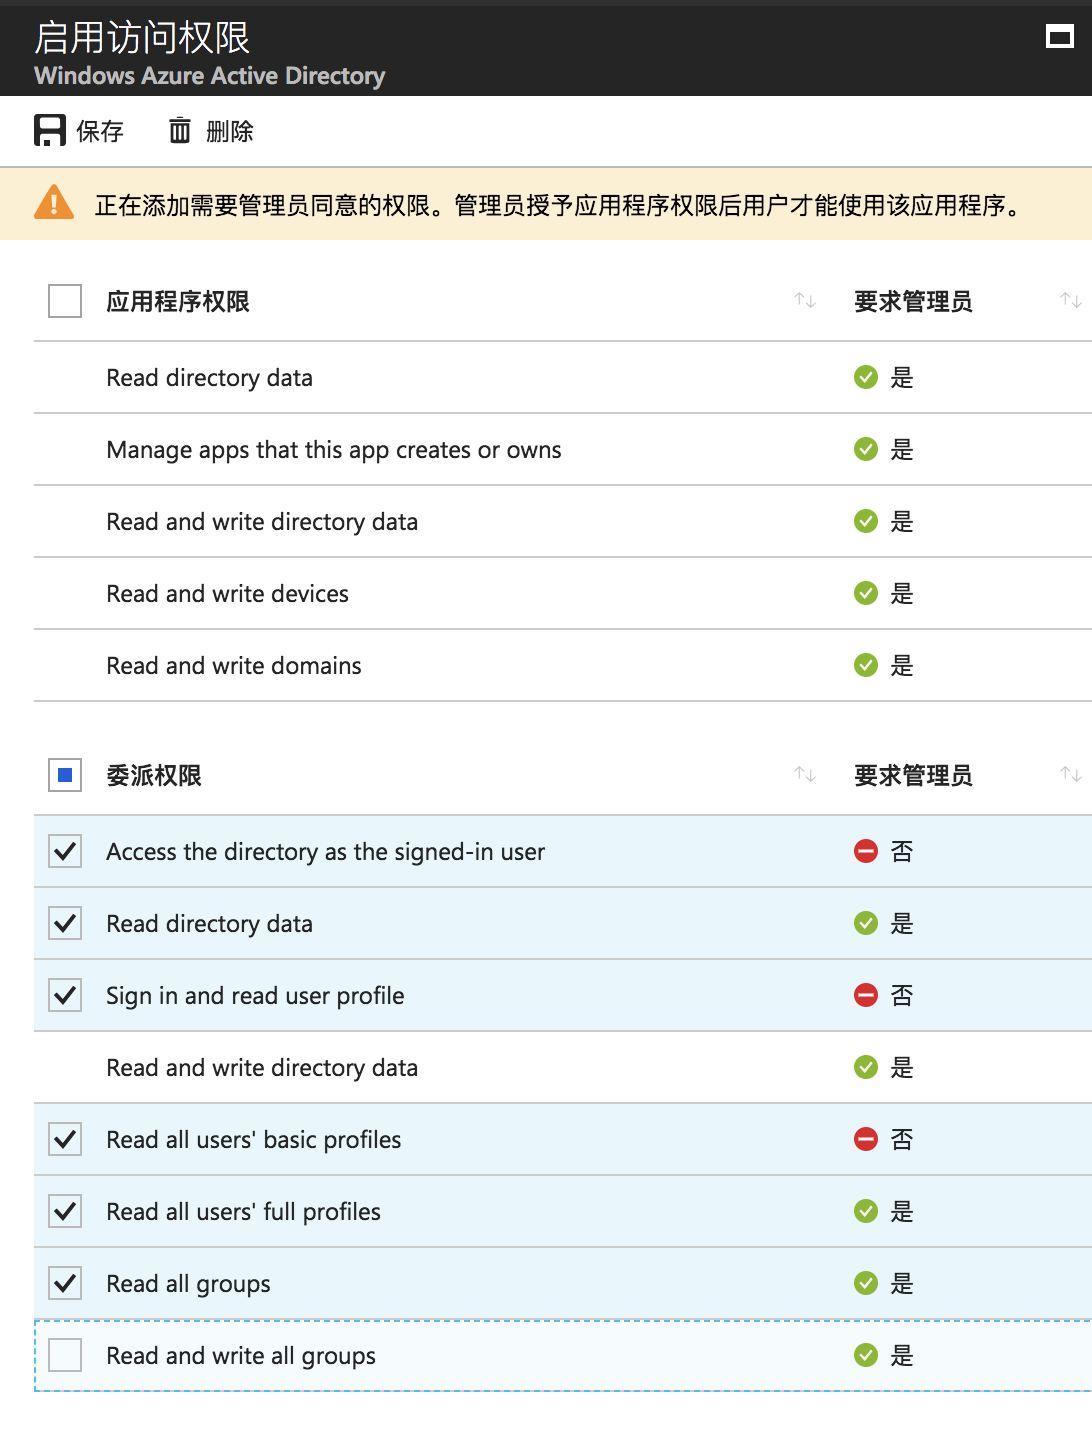 启用访问权限
Windows Azure Active Directory
保存 删除
正在添加需要管理员同意的权限。管理员授予应用程序权限后用户才能使用该应用程序。
应用程序权限 要求管理员
Read directory data 是
Manage apps that this app creates or owns 是
Read and write directory data 是
Read and write devices 是
Read and write domains 是
委派权限 要求管理员
Access the directory as the signed-in user 否
Read directory data 是
Sign in and read user profile 否
Read and write directory data 是
Read all users' basic profiles 否
Read all users' full profiles 是
Read all groups 是
Read and write all groups 是